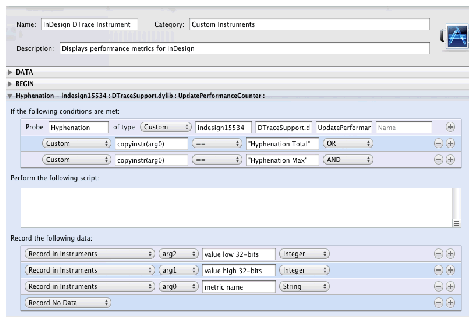 Name: InDesign DTrace Instrument Category: Custom Instruments
Description: Displays performance metrics for InDesign
DATA
BEGIN
Hyphenation - indesign15534 : DTraceSupport.dylib : UpdatePerformanceCounter :
If the following conditions are met:
Probe Hyphenation of type Custom indesign15534 DTraceSupport.d UpdatePerformar Name
Custom copyinstr(arg0) == "Hyphenation Total" OR
Custom copyinstr(arg0) == "Hyphenation Max" AND
Perform the following script:
Record the following data:
Record in Instruments arg2 value low 32-bits Integer
Record in Instruments arg1 value high 32-bits Integer
Record in Instruments arg0 metric name String
Record No Data